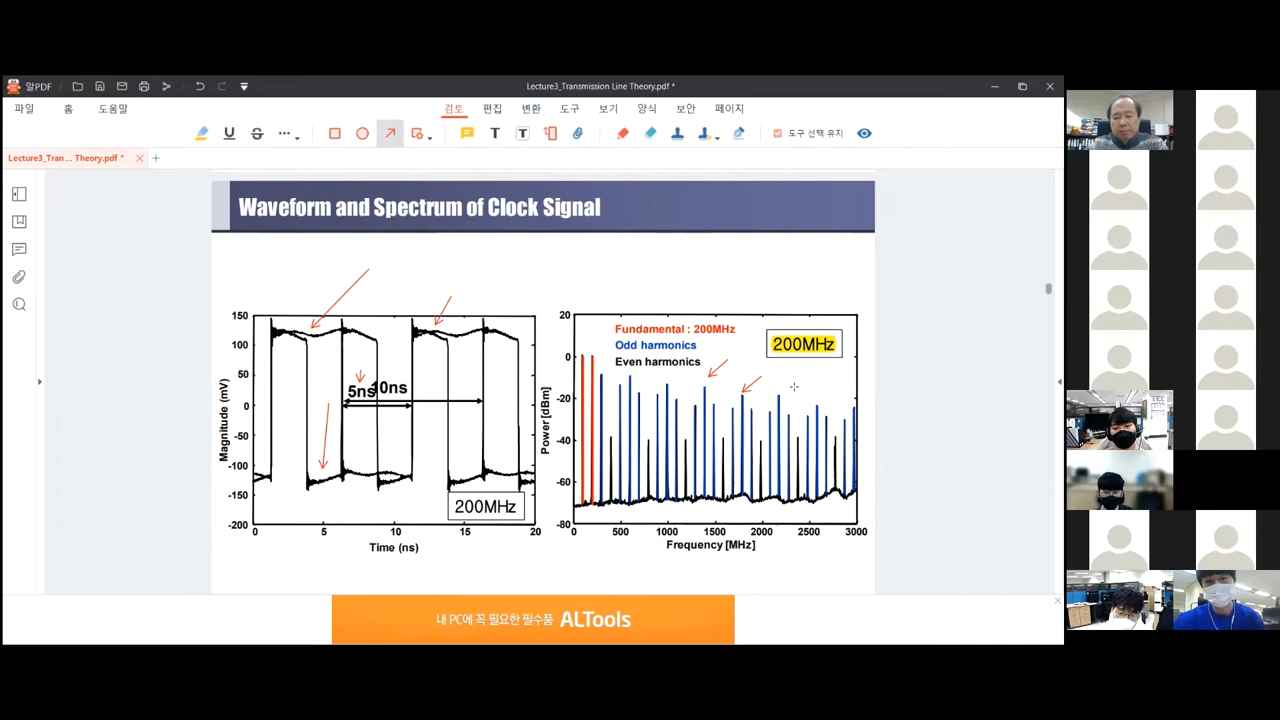 알PDF
Lecture3_Transmission Line Theory.pdf *
파일 홈 도움말 검토 편집 변환 도구 보기 양식 보안 페이지
도구 선택 유지
Lecture3_Tran... Theory.pdf *
Waveform and Spectrum of Clock Signal
Magnitude (mV)
150
100
50
0
-50
-100
-150
-200
5ns
10ns
200MHz
0 5 10 15 20
Time (ns)
Power [dBm]
20
0
-20
-40
-60
-80
Fundamental : 200MHz
Odd harmonics
Even harmonics
200MHz
0 500 1000 1500 2000 2500 3000
Frequency [MHz]
내 PC에 꼭 필요한 필수품 ALTools